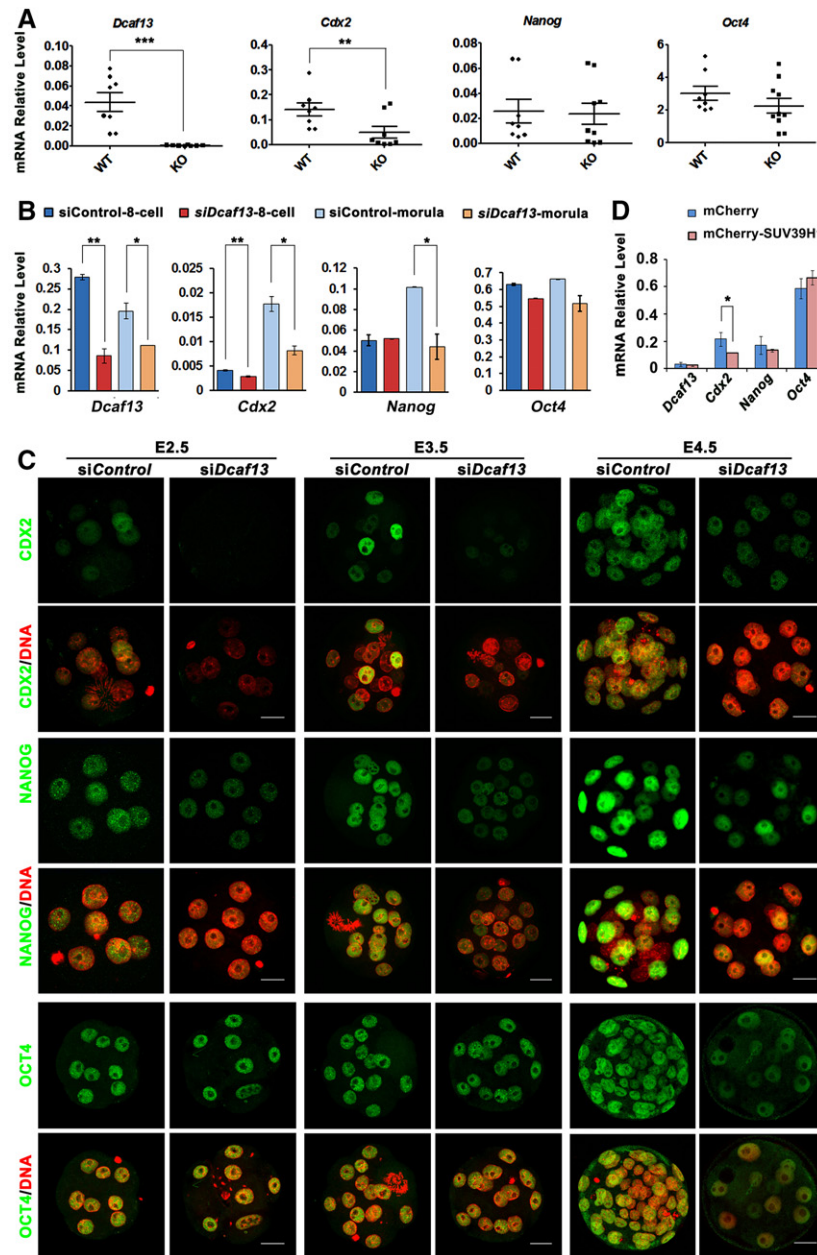 A
Dcaf13
Cdx2
Nanog
Oct4
mRNA Relative Level
***
**
0.10
0.08
0.06
0.04
0.02
0.00
WT
KO
0.4
0.3
0.2
0.1
0.0
WT
KO
0.08
0.06
0.04
0.02
0.00
WT
KO
6
4
2
0
WT
KO
B
siControl-8-cell
siDcaf13-8-cell
siControl-morula
siDcaf13-morula
mRNA Relative Level
0.3
0.25
0.2
0.15
0.1
0.05
0
**
*
Dcaf13
0.025
0.02
0.015
0.01
0.005
0
**
*
Cdx2
0.12
0.1
0.08
0.06
0.04
0.02
0
*
Nanog
0.7
0.6
0.5
0.4
0.3
0.2
0.1
0
Oct4
D
mCherry
mCherry-SUV39H
mRNA Relative Level
0.8
0.6
0.4
0.2
0
*
Dcaf13
Cdx2
Nanog
Oct4
C
E2.5
E3.5
E4.5
siControl
siDcaf13
siControl
siDcaf13
siControl
siDcaf13
CDX2
CDX2/DNA
NANOG
NANOG/DNA
OCT4
OCT4/DNA